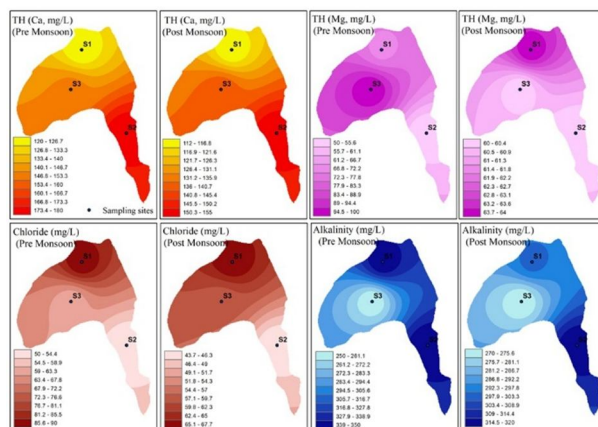 TH (Ca, mg/L)
(Pre Monsoon)
S1
S3
S2
120 - 126.7
126.8 - 133.3
133.4 - 140
140.1 - 146.7
146.8 - 153.3
153.4 - 160
160.1 - 166.7
166.8 - 173.3
173.4 - 180
Sampling sites
TH (Ca, mg/L)
(Post Monsoon)
S1
S3
S2
112 - 116.8
116.9 - 121.6
121.7 - 126.3
126.4 - 131.1
131.2 - 135.9
136 - 140.7
140.8 - 145.4
145.5 - 150.2
150.3 - 155
TH (Mg, mg/L)
(Pre Monsoon)
S1
S3
S2
50 - 55.6
55.7 - 61.1
61.2 - 66.7
66.8 - 72.2
72.3 - 77.8
77.9 - 83.3
83.4 - 88.9
89 - 94.4
94.5 - 100
TH (Mg, mg/L)
(Post Monsoon)
S1
S3
S2
60 - 60.4
60.5 - 60.9
61 - 61.3
61.4 - 61.8
61.9 - 62.2
62.3 - 62.7
62.8 - 63.1
63.2 - 63.6
63.7 - 64
Chloride (mg/L)
(Pre Monsoon)
S1
S3
S2
50 - 54.4
54.5 - 58.9
59 - 63.3
63.4 - 67.8
67.9 - 72.2
72.3 - 76.6
76.7 - 81.1
81.2 - 85.5
85.6 - 90
Chloride (mg/L)
(Post Monsoon)
S1
S3
S2
43.7 - 46.3
46.4 - 49
49.1 - 51.7
51.8 - 54.3
54.4 - 57
57.1 - 59.7
59.8 - 62.3
62.4 - 65
65.1 - 67.7
Alkalinity (mg/L)
(Pre Monsoon)
S1
S3
S2
250 - 261.1
261.2 - 272.2
272.3 - 283.3
283.4 - 294.4
294.5 - 305.6
305.7 - 316.7
316.8 - 327.8
327.9 - 338.9
339 - 350
Alkalinity (mg/L)
(Post Monsoon)
S1
S3
S2
270 - 275.6
275.7 - 281.1
281.2 - 286.7
286.8 - 292.2
292.3 - 297.8
297.9 - 303.3
303.4 - 308.9
309 - 314.4
314.5 - 320